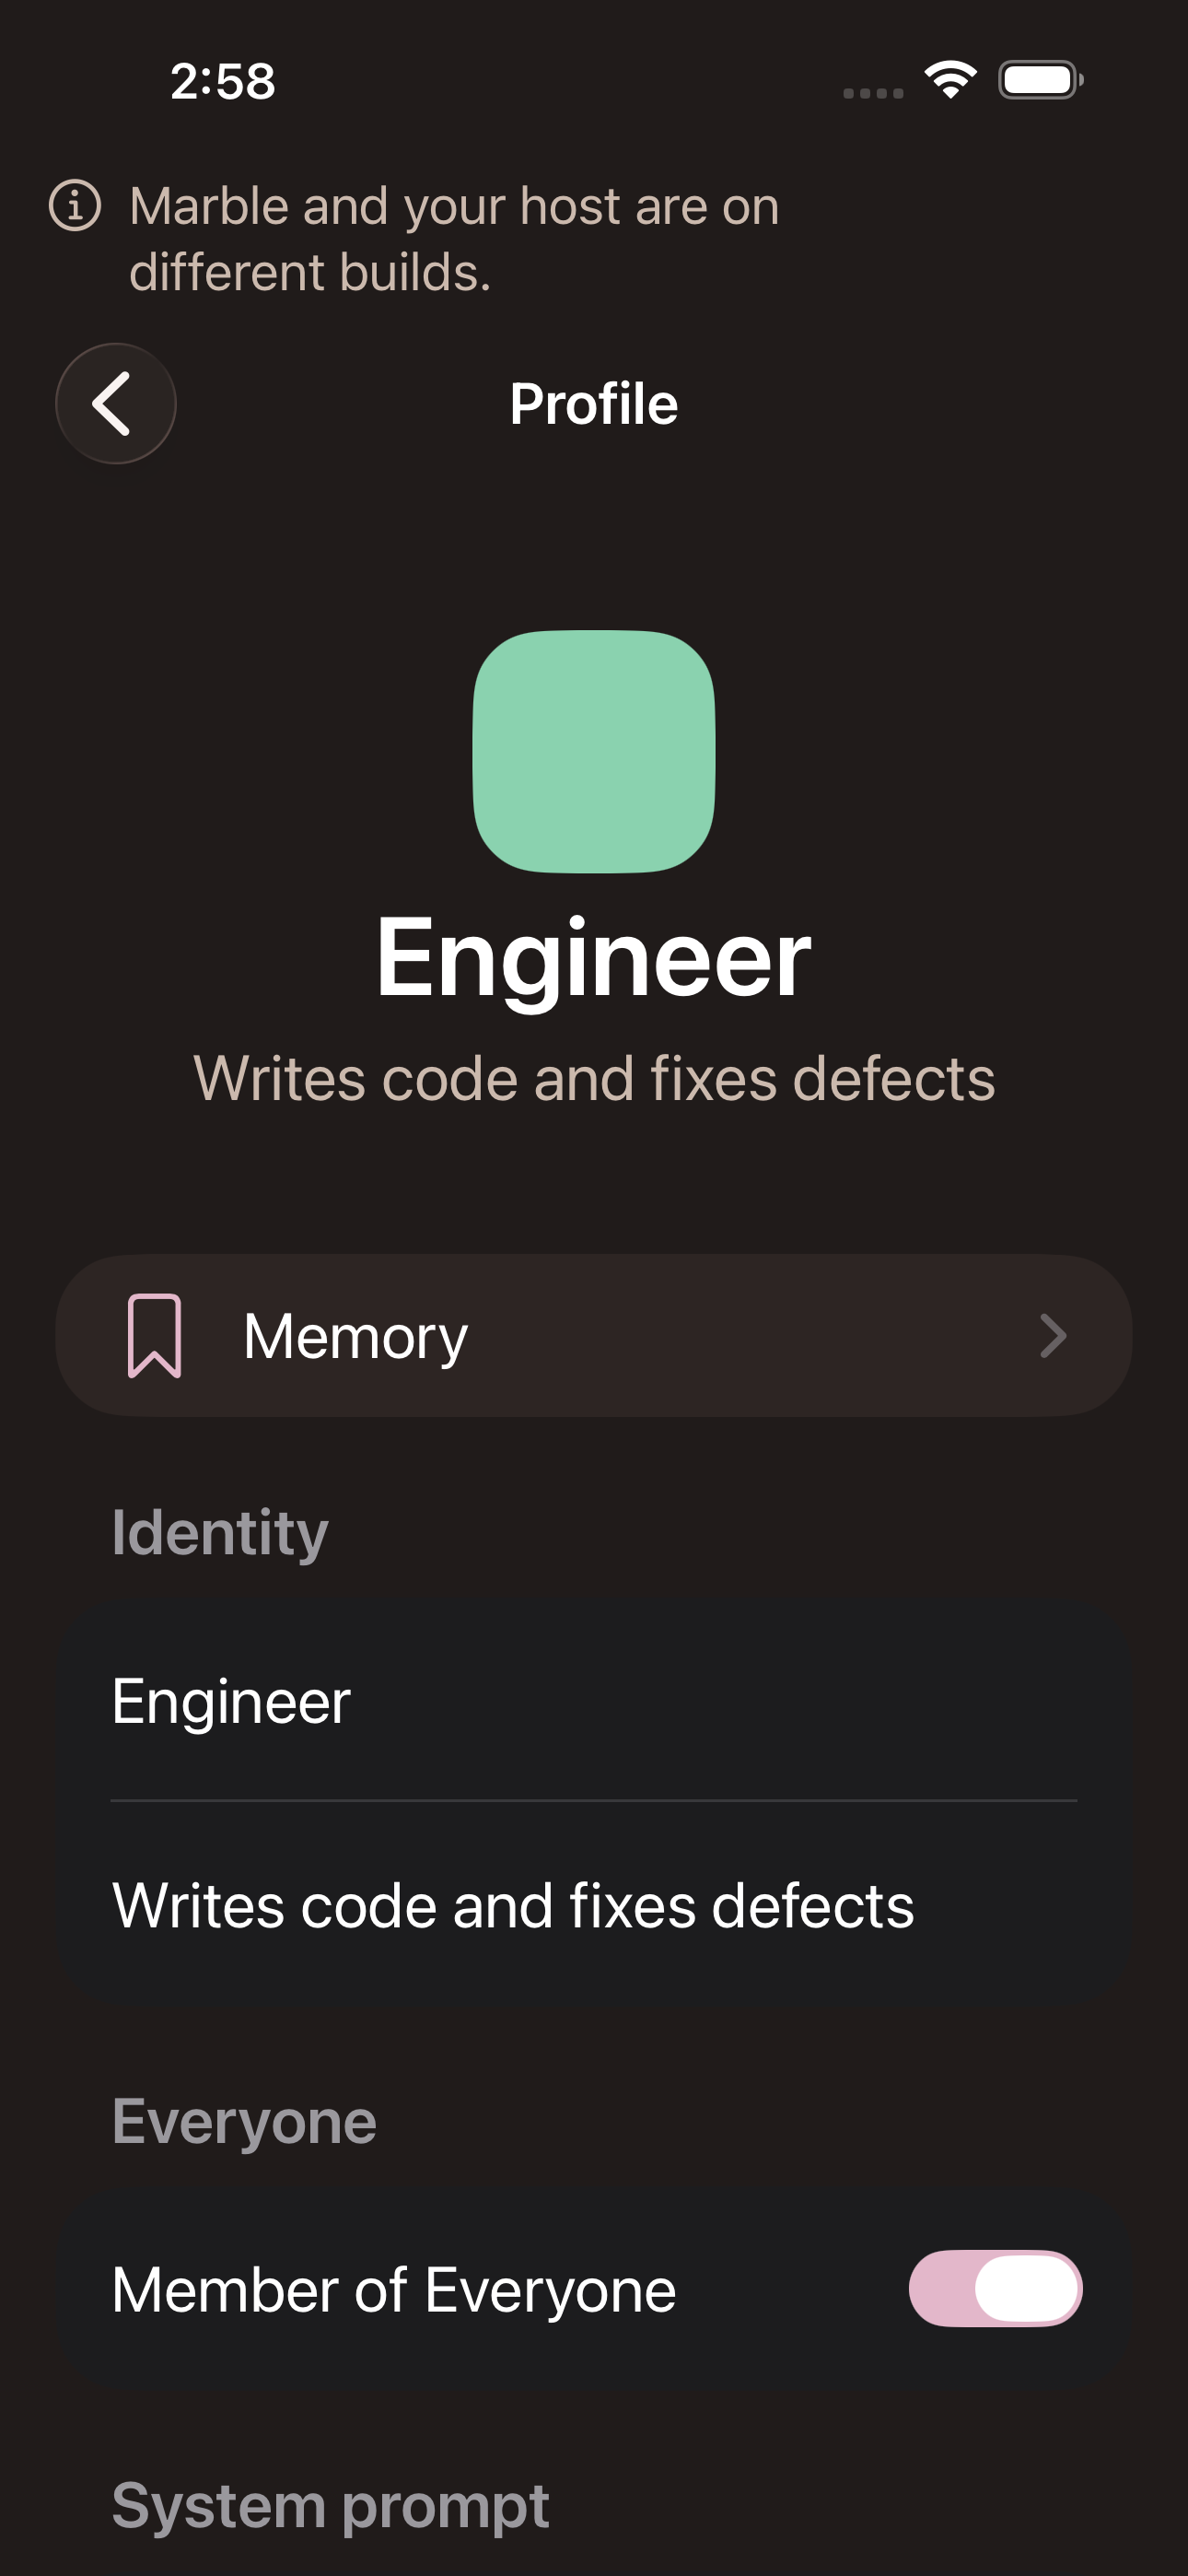 2:58
Marble and your host are on
different builds.
Profile
Engineer
Writes code and fixes defects
Memory
Identity
Engineer
Writes code and fixes defects
Everyone
Member of Everyone
System prompt